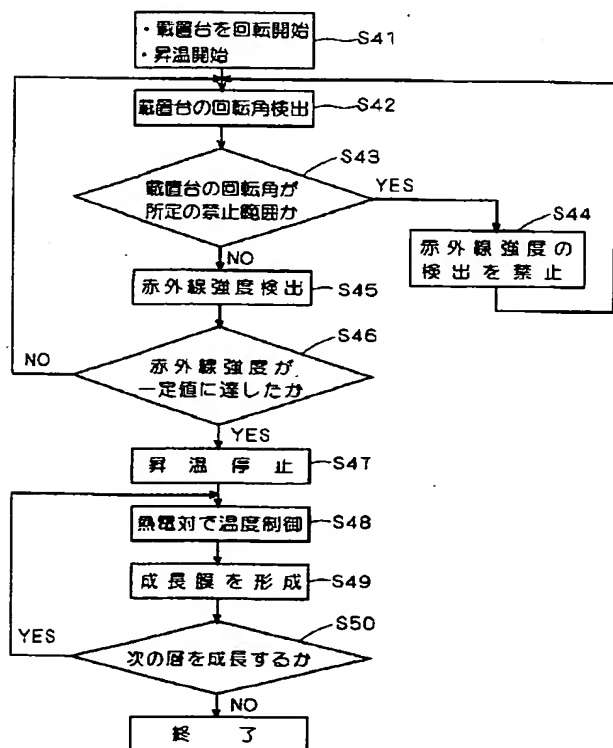 ・載置台を回転開始
・昇温開始
S41
載置台の回転角検出
S42
S43
載置台の回転角が
所定の禁止範囲か
YES
S44
赤外線強度の
検出を禁止
NO
赤外線強度検出
S45
S46
赤外線強度が
一定値に達したか
NO
YES
昇温停止
S47
熱電対で温度制御
S48
成長膜を形成
S49
S50
次の層を成長するか
YES
NO
終了